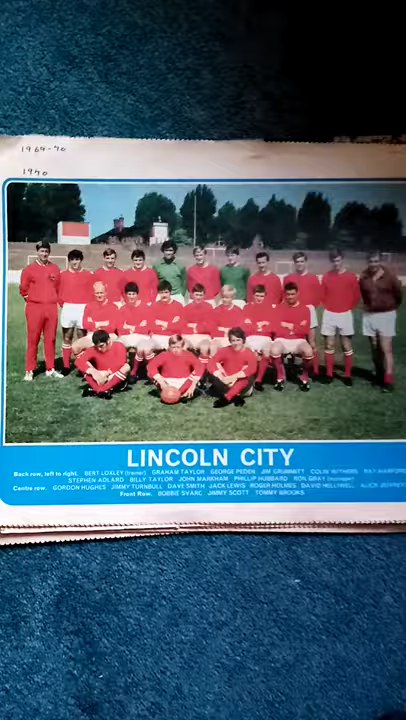 1969-70
1970
LINCOLN CITY
Back row, left to right. BERT LOXLEY (trainer) GRAHAM TAYLOR GEORGE PEDEN JIM GRUMMITT COLIN WITHERS RAY HARFORD
STEPHEN ADLARD BILLY TAYLOR JOHN MARKHAM PHILLIP HUBBARD RON GRAY (manager)
Centre row. GORDON HUGHES JIMMY TURNBULL DAVE SMITH JACK LEWIS ROGER HOLMES DAVID HELLIWELL ALICK JEFFREY
Front Row. BOBBIE SVARC JIMMY SCOTT TOMMY BROOKS